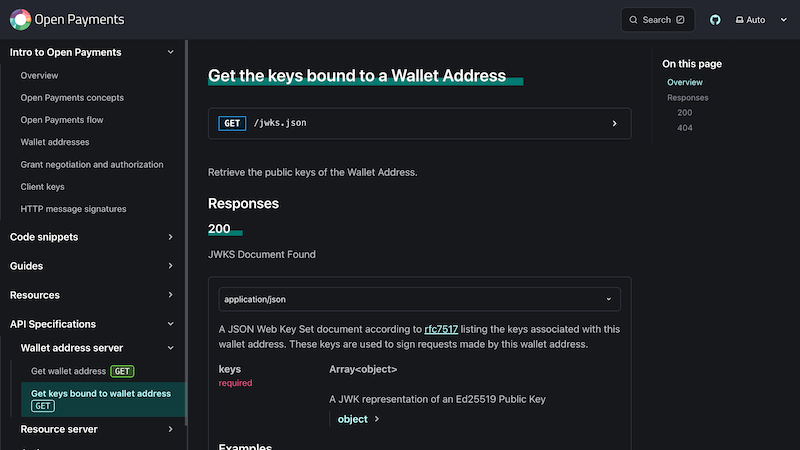 Open Payments
Search
Auto
Intro to Open Payments
Overview
Open Payments concepts
Open Payments flow
Wallet addresses
Grant negotiation and authorization
Client keys
HTTP message signatures
Code snippets
Guides
Resources
API Specifications
Wallet address server
Get wallet address GET
Get keys bound to wallet address
GET
Resource server
Get the keys bound to a Wallet Address
GET /jwks.json
Retrieve the public keys of the Wallet Address.
Responses
200
JWKS Document Found
application/json
A JSON Web Key Set document according to rfc7517 listing the keys associated with this
wallet address. These keys are used to sign requests made by this wallet address.
keys Array<object>
required
A JWK representation of an Ed25519 Public Key
object
Examples
On this page
Overview
Responses
200
404